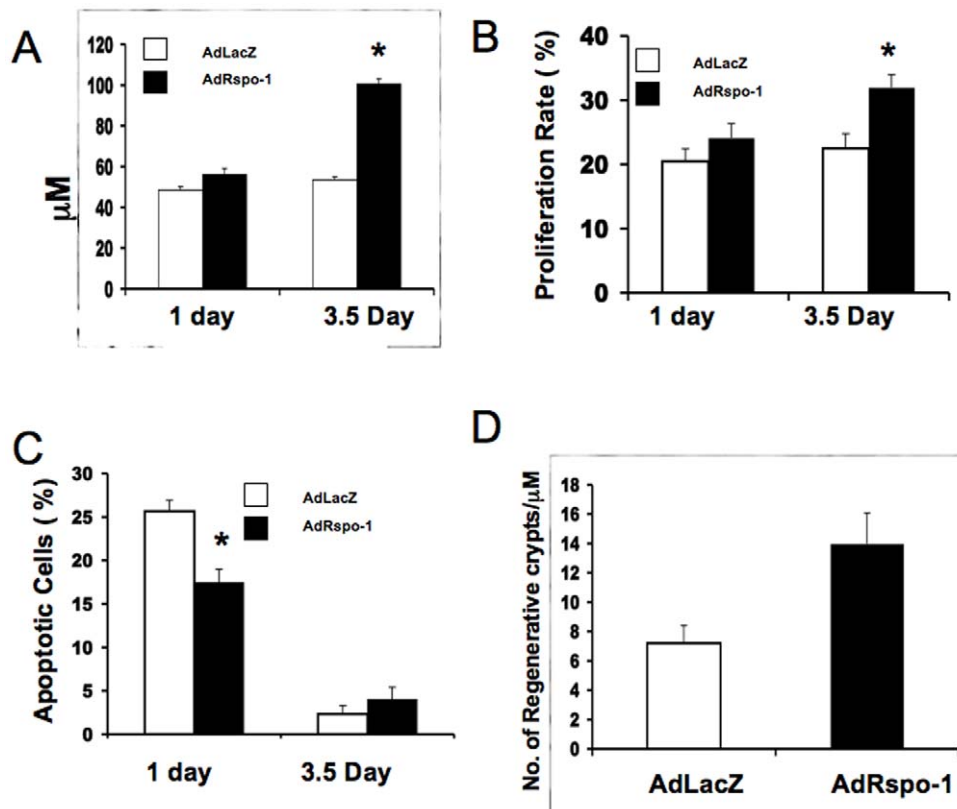 A
μM
120
100
80
60
40
20
0
AdLacZ
AdRspo-1
*
1 day
3.5 Day
B
Proliferation Rate ( %)
40
30
20
10
0
AdLacZ
AdRspo-1
*
1 day
3.5 Day
C
Apoptotic Cells ( %)
30
25
20
15
10
5
0
AdLacZ
AdRspo-1
*
1 day
3.5 Day
D
No. of Regenerative crypts/μM
18
16
14
12
10
8
6
4
2
0
AdLacZ
AdRspo-1